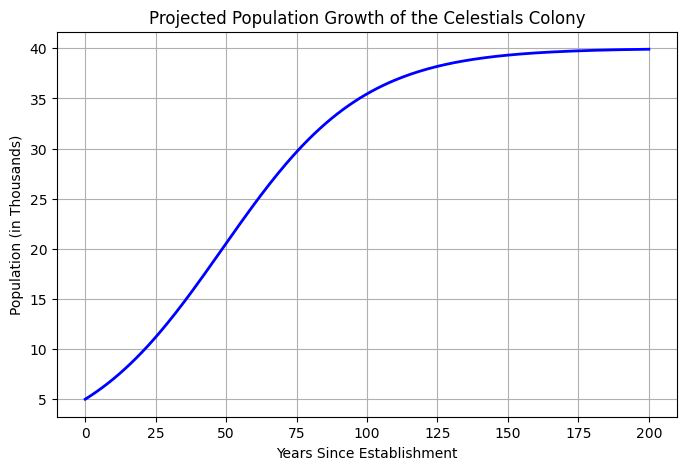 Projected Population Growth of the Celestials Colony
Population (in Thousands)
40
35
30
25
20
15
10
5
0 25 50 75 100 125 150 175 200
Years Since Establishment